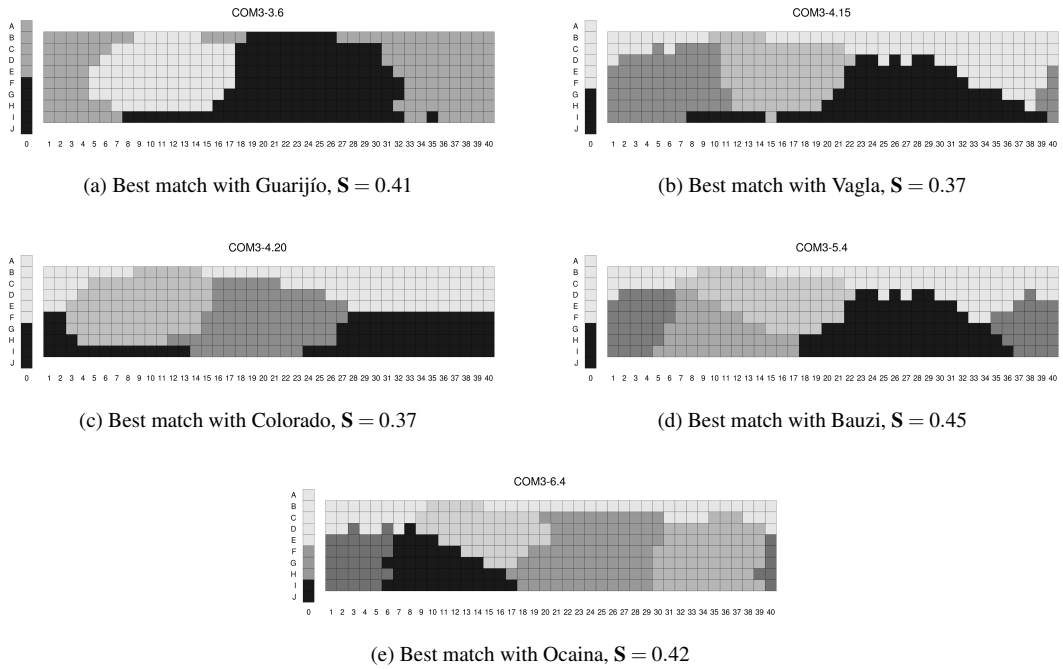 COM3-3.6
A
B
C
D
E
F
G
H
I
J
0 1 2 3 4 5 6 7 8 9 10 11 12 13 14 15 16 17 18 19 20 21 22 23 24 25 26 27 28 29 30 31 32 33 34 35 36 37 38 39 40
(a) Best match with Guarijío, S = 0.41
COM3-4.15
A
B
C
D
E
F
G
H
I
J
0 1 2 3 4 5 6 7 8 9 10 11 12 13 14 15 16 17 18 19 20 21 22 23 24 25 26 27 28 29 30 31 32 33 34 35 36 37 38 39 40
(b) Best match with Vagla, S = 0.37
COM3-4.20
A
B
C
D
E
F
G
H
I
J
0 1 2 3 4 5 6 7 8 9 10 11 12 13 14 15 16 17 18 19 20 21 22 23 24 25 26 27 28 29 30 31 32 33 34 35 36 37 38 39 40
(c) Best match with Colorado, S = 0.37
COM3-5.4
A
B
C
D
E
F
G
H
I
J
0 1 2 3 4 5 6 7 8 9 10 11 12 13 14 15 16 17 18 19 20 21 22 23 24 25 26 27 28 29 30 31 32 33 34 35 36 37 38 39 40
(d) Best match with Bauzi, S = 0.45
COM3-6.4
A
B
C
D
E
F
G
H
I
J
0 1 2 3 4 5 6 7 8 9 10 11 12 13 14 15 16 17 18 19 20 21 22 23 24 25 26 27 28 29 30 31 32 33 34 35 36 37 38 39 40
(e) Best match with Ocaina, S = 0.42